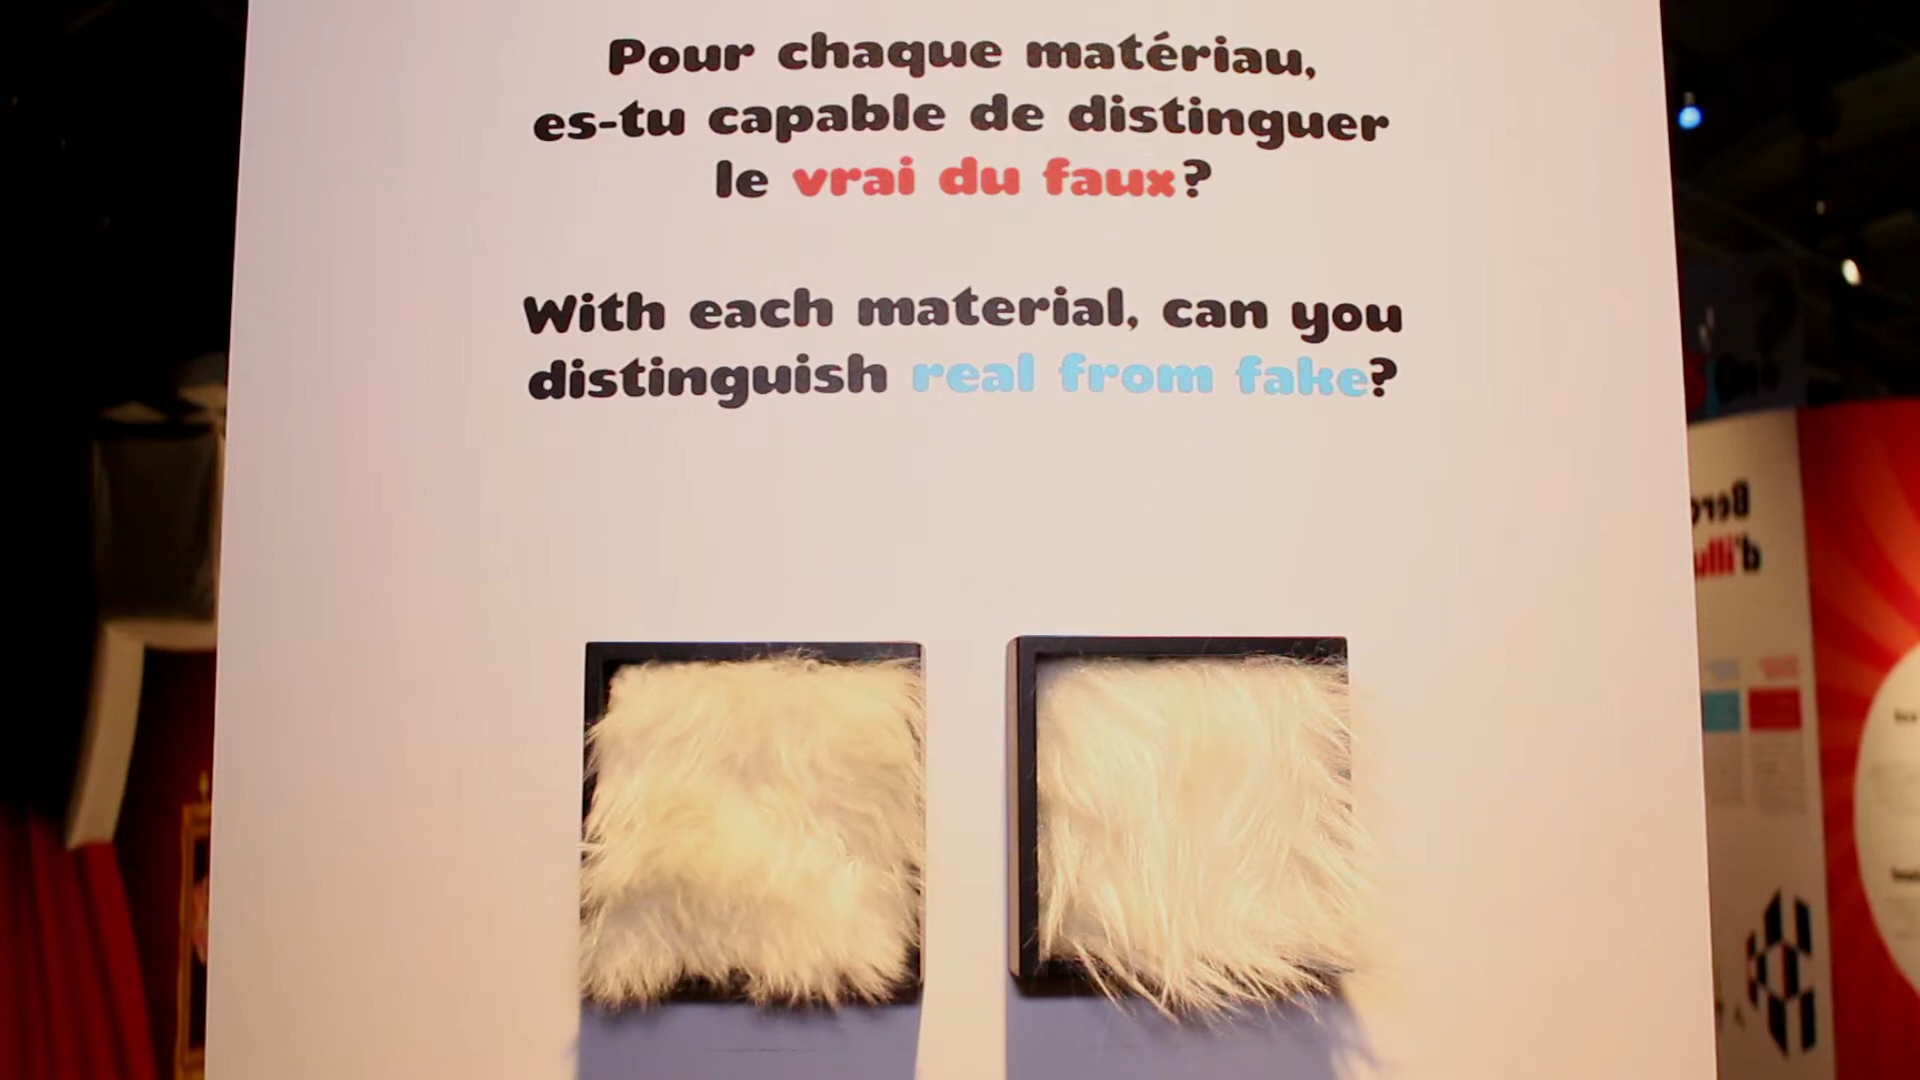 Pour chaque matériau,
es-tu capable de distinguer
le vrai du faux?
With each material, can you
distinguish real from fake?